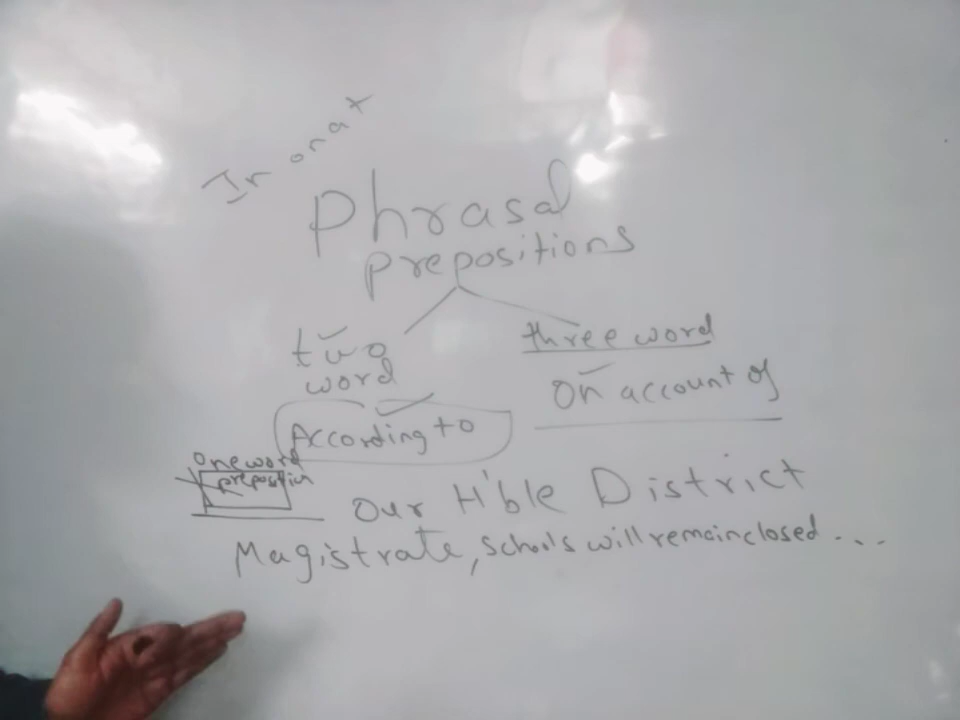 In on at
Phrasal
prepositions
two
word
three word
According to
on account of
one word
preposition
our H'ble District
Magistrate, Schools will remain closed ...